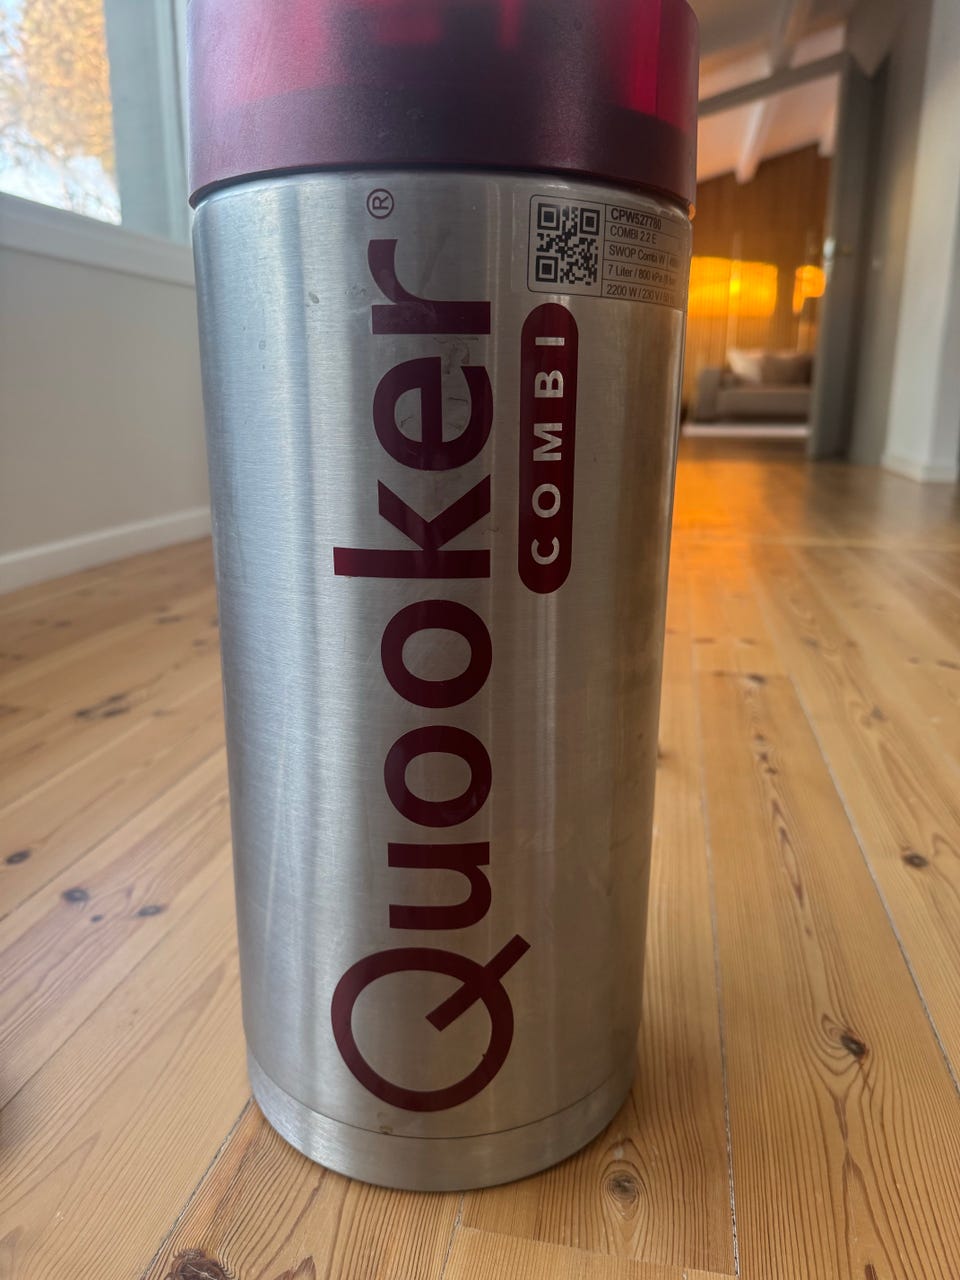 Quooker®
COMBI
CPW527780
COMBI 2.2 E
SWOP Combi W
7 Liter / 800 kPa
2200 W / 230 V /